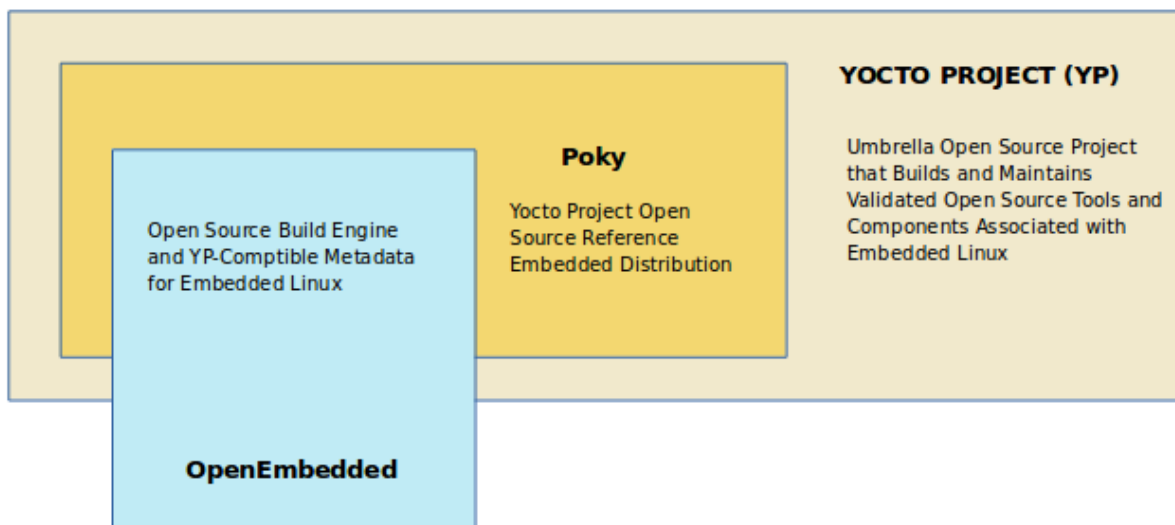 YOCTO PROJECT (YP)
Umbrella Open Source Project
that Builds and Maintains
Validated Open Source Tools and
Components Associated with
Embedded Linux
Poky
Yocto Project Open
Source Reference
Embedded Distribution
Open Source Build Engine
and YP-Comptible Metadata
for Embedded Linux
OpenEmbedded